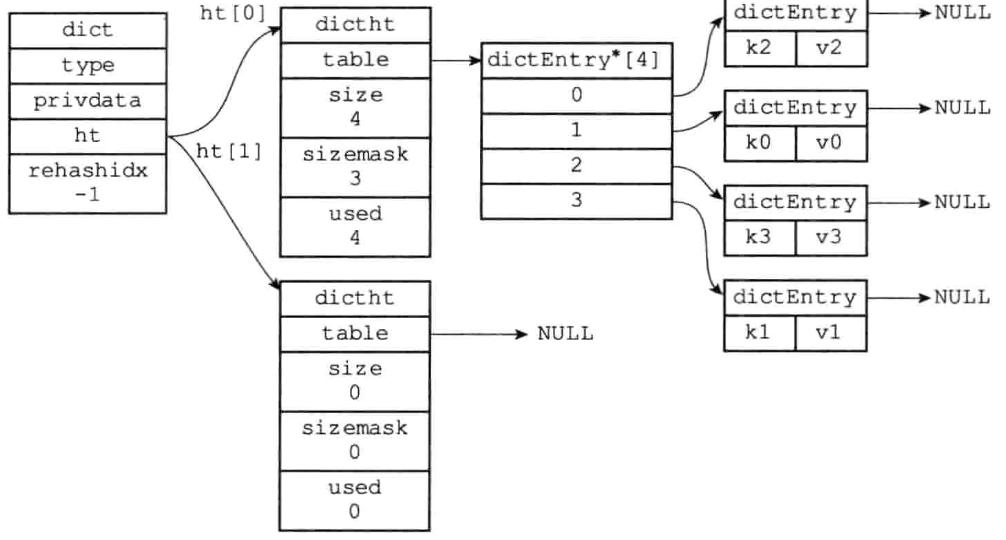 dict
type
privdata
ht
rehashidx
-1
ht[0]
ht[1]
dictht
table
size
4
sizemask
3
used
4
dictht
table
NULL
size
0
sizemask
0
used
0
dictEntry*[4]
0
1
2
3
dictEntry
NULL
k2 v2
dictEntry
NULL
k0 v0
dictEntry
NULL
k3 v3
dictEntry
NULL
k1 v1